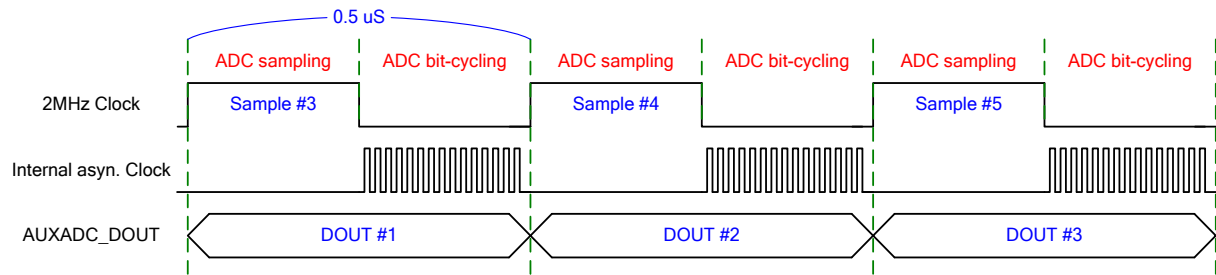 0.5 uS
ADC sampling ADC bit-cycling ADC sampling ADC bit-cycling ADC sampling ADC bit-cycling
2MHz Clock Sample #3 Sample #4 Sample #5
Internal asyn. Clock
AUXADC_DOUT DOUT #1 DOUT #2 DOUT #3